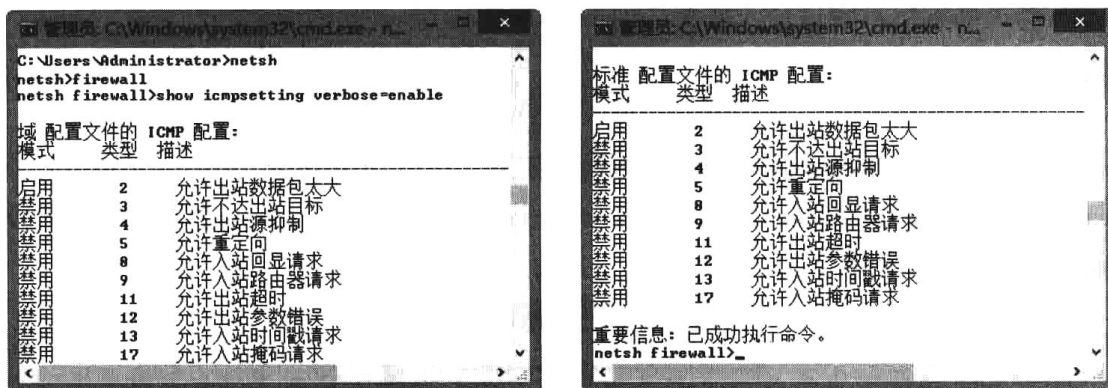 管理员: C:\Windows\system32\cmd.exe - n...
C:\Users\Administrator>netsh
netsh>firewall
netsh firewall>show icmpsetting verbose=enable
域 配置文件的 ICMP 配置:
模式 类型 描述
启用 2 允许出站数据包太大
禁用 3 允许不达出站目标
禁用 4 允许出站源抑制
禁用 5 允许重定向
禁用 8 允许入站回显请求
禁用 9 允许入站路由器请求
禁用 11 允许出站超时
禁用 12 允许出站参数错误
禁用 13 允许入站时间戳请求
禁用 17 允许入站掩码请求
管理员: C:\Windows\system32\cmd.exe - n...
标准 配置文件的 ICMP 配置:
模式 类型 描述
启用 2 允许出站数据包太大
禁用 3 允许不达出站目标
禁用 4 允许出站源抑制
禁用 5 允许重定向
禁用 8 允许入站回显请求
禁用 9 允许入站路由器请求
禁用 11 允许出站超时
禁用 12 允许出站参数错误
禁用 13 允许入站时间戳请求
禁用 17 允许入站掩码请求
重要信息: 已成功执行命令。
netsh firewall>_